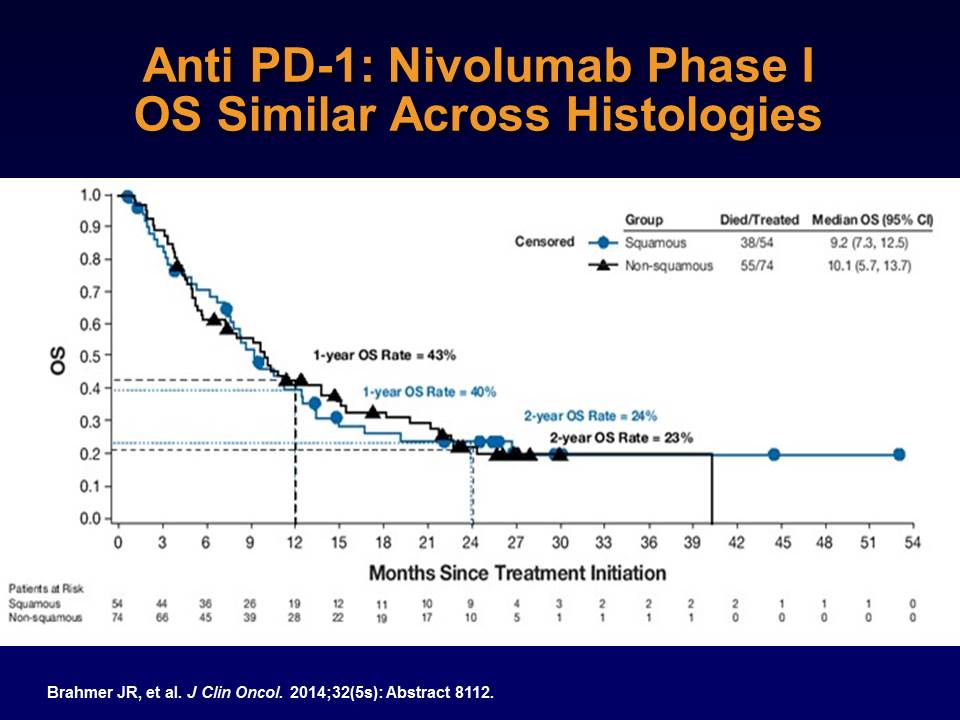 Anti PD-1: Nivolumab Phase I
OS Similar Across Histologies
Group Died/Treated Median OS (95% CI)
Censored Squamous 38/54 9.2 (7.3, 12.5)
Non-squamous 55/74 10.1 (5.7, 13.7)
1.0
0.9
0.8
0.7
0.6
0.5
0.4
0.3
0.2
0.1
0.0
OS
1-year OS Rate = 43%
1-year OS Rate = 40%
2-year OS Rate = 24%
2-year OS Rate = 23%
0 3 6 9 12 15 18 21 24 27 30 33 36 39 42 45 48 51 54
Months Since Treatment Initiation
Patients at Risk
Squamous 54 44 36 26 19 12 11 10 9 4 3 2 2 2 2 1 1 1 0
Non-squamous 74 66 45 39 28 22 19 17 10 5 1 1 1 1 0 0 0 0 0
Brahmer JR, et al. J Clin Oncol. 2014;32(5s): Abstract 8112.